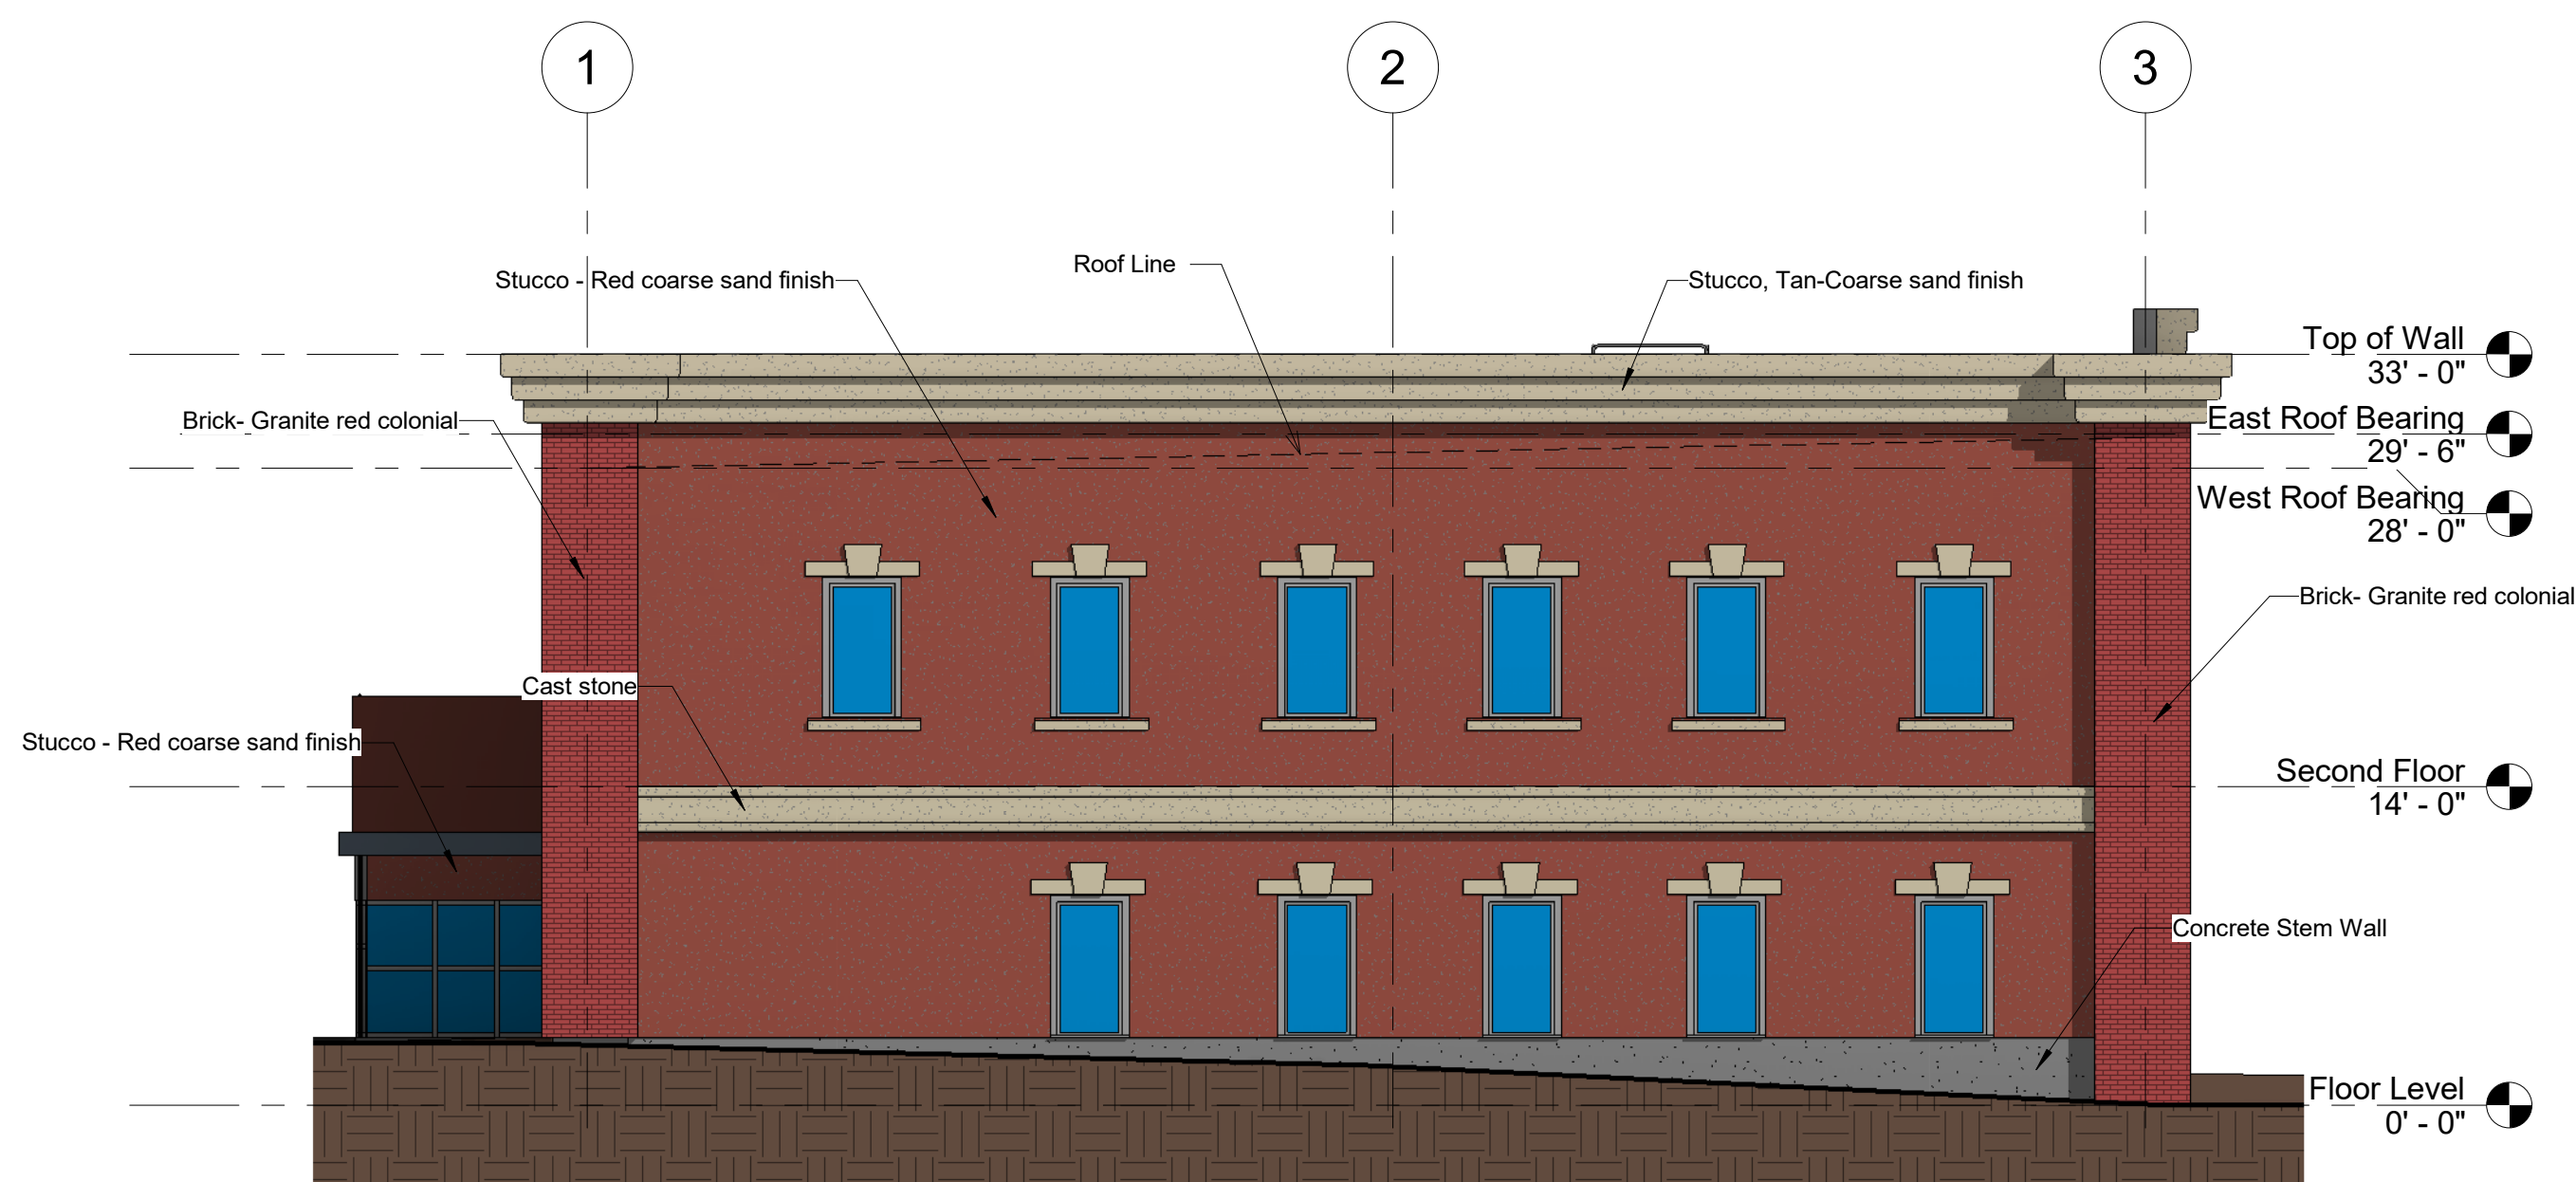 1
2
3
Roof Line
Stucco - Red coarse sand finish
Stucco, Tan-Coarse sand finish
Top of Wall
33' - 0"
Brick- Granite red colonial
East Roof Bearing
29' - 6"
West Roof Bearing
28' - 0"
Brick- Granite red colonial
Cast stone
Stucco - Red coarse sand finish
Second Floor
14' - 0"
Concrete Stem Wall
Floor Level
0' - 0"